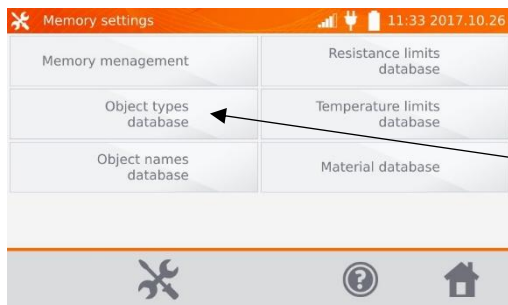 Memory settings
11:33 2017.10.26
Memory menagement
Resistance limits
database
Object types
database
Temperature limits
database
Object names
database
Material database
?